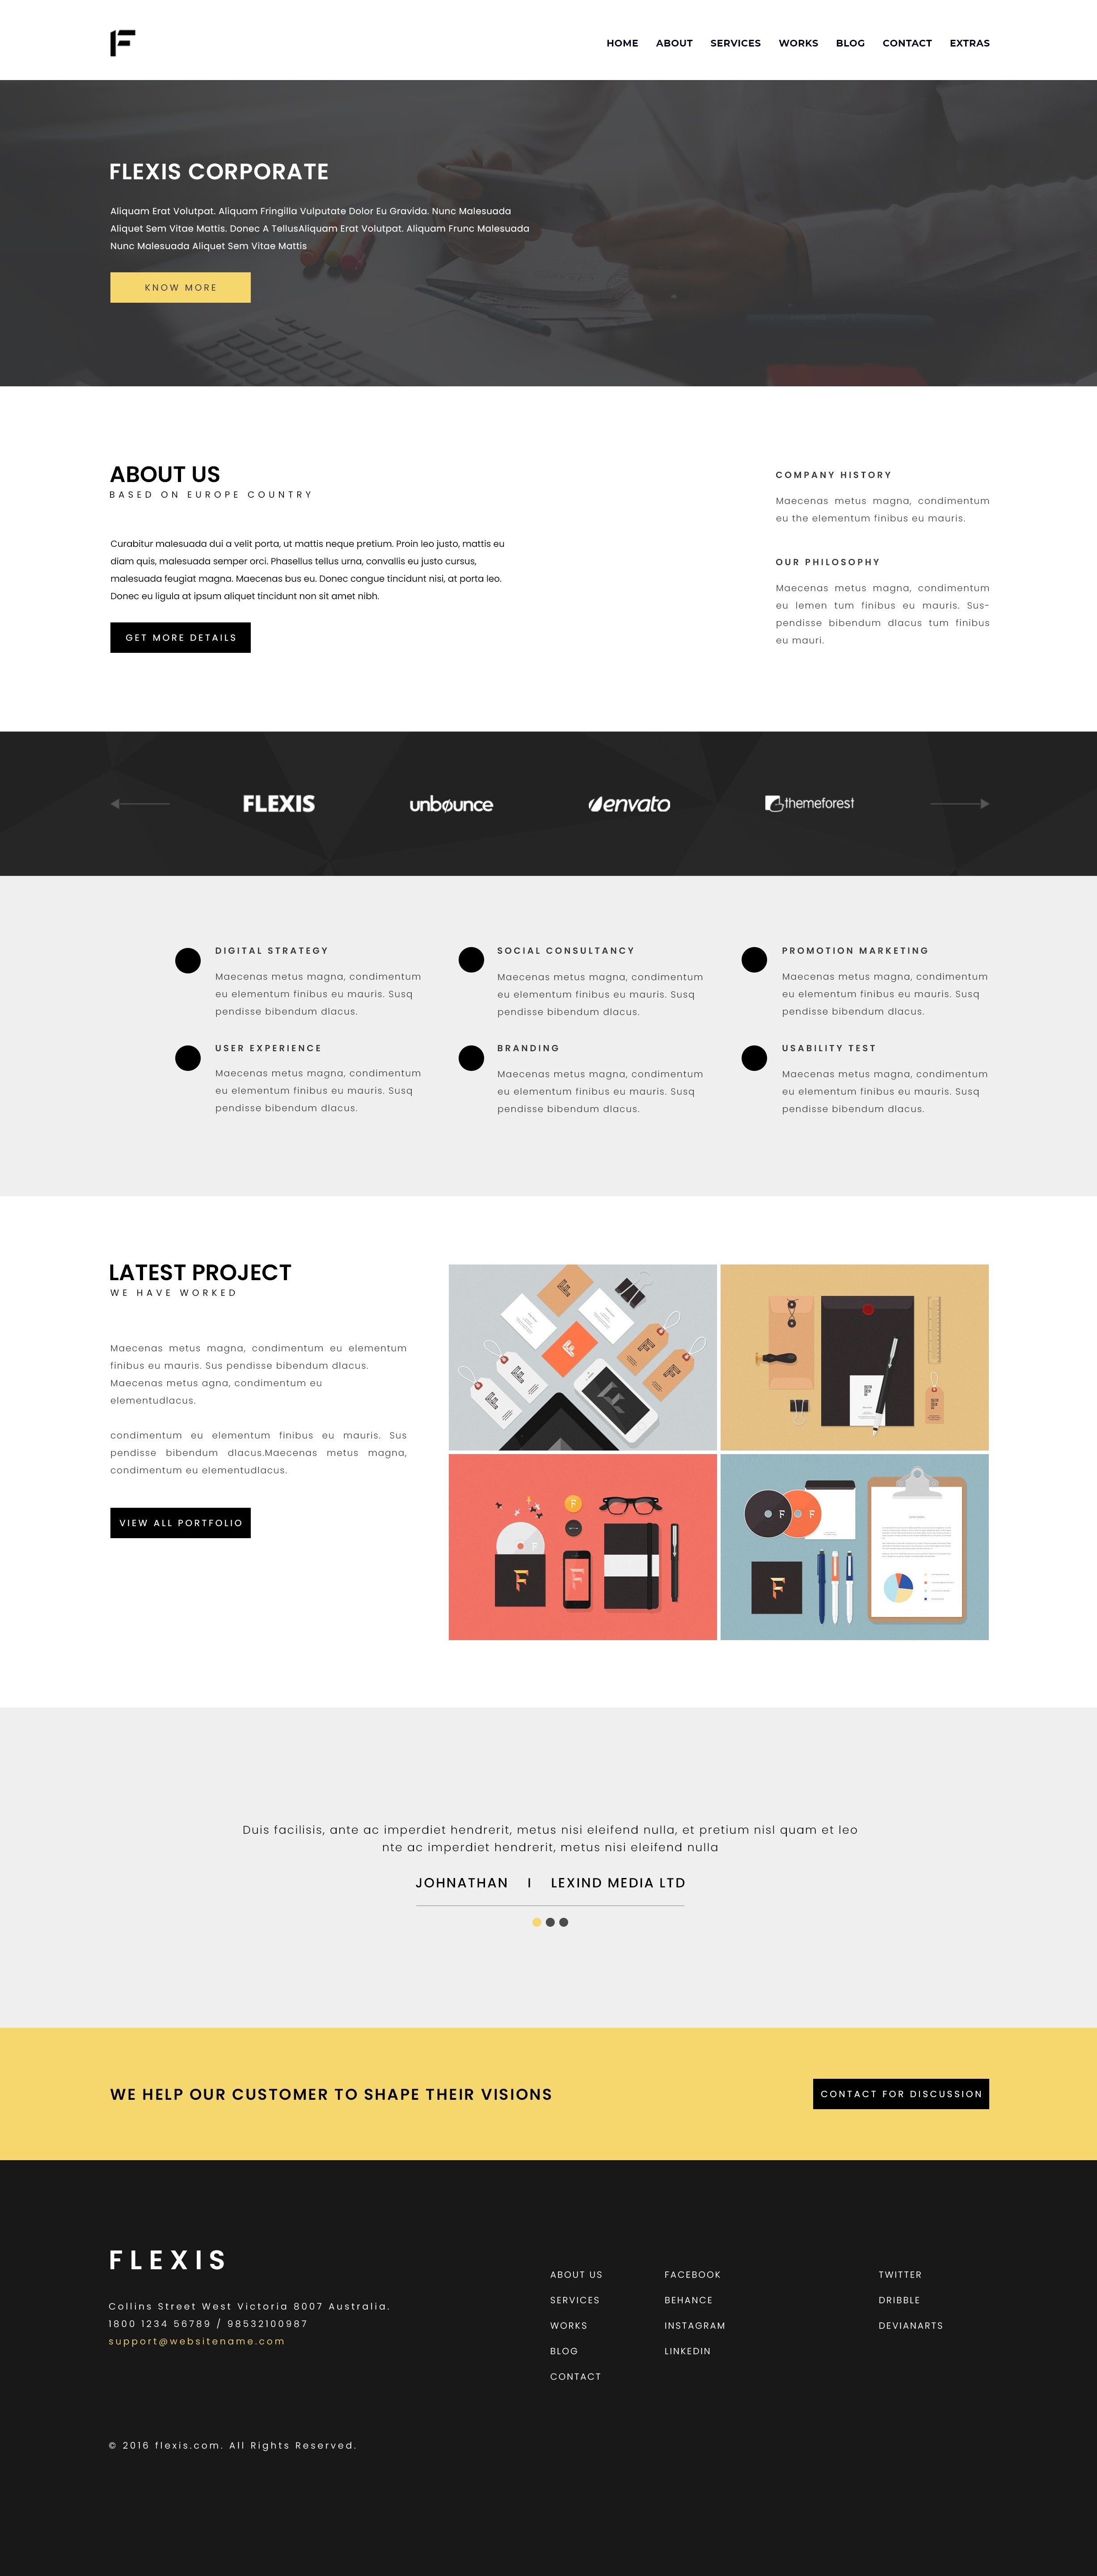 F
HOME ABOUT SERVICES WORKS BLOG CONTACT EXTRAS
FLEXIS CORPORATE
Aliquam Erat Volutpat. Aliquam Fringilla Vulputate Dolor Eu Gravida. Nunc Malesuada
Aliquet Sem Vitae Mattis. Donec A TellusAliquam Erat Volutpat. Aliquam Frunc Malesuada
Nunc Malesuada Aliquet Sem Vitae Mattis
KNOW MORE
ABOUT US
BASED ON EUROPE COUNTRY
Curabitur malesuada dui a velit porta, ut mattis neque pretium. Proin leo justo, mattis eu
diam quis, malesuada semper orci. Phasellus tellus urna, convallis eu justo cursus,
malesuada feugiat magna. Maecenas bus eu. Donec congue tincidunt nisi, at porta leo.
Donec eu ligula at ipsum aliquet tincidunt non sit amet nibh.
GET MORE DETAILS
COMPANY HISTORY
Maecenas metus magna, condimentum
eu the elementum finibus eu mauris.
OUR PHILOSOPHY
Maecenas metus magna, condimentum
eu lemen tum finibus eu mauris. Sus-
pendisse bibendum dlacus tum finibus
eu mauri.
FLEXIS
unbounce
envato
themeforest
DIGITAL STRATEGY
Maecenas metus magna, condimentum
eu elementum finibus eu mauris. Susq
pendisse bibendum dlacus.
SOCIAL CONSULTANCY
Maecenas metus magna, condimentum
eu elementum finibus eu mauris. Susq
pendisse bibendum dlacus.
PROMOTION MARKETING
Maecenas metus magna, condimentum
eu elementum finibus eu mauris. Susq
pendisse bibendum dlacus.
USER EXPERIENCE
Maecenas metus magna, condimentum
eu elementum finibus eu mauris. Susq
pendisse bibendum dlacus.
BRANDING
Maecenas metus magna, condimentum
eu elementum finibus eu mauris. Susq
pendisse bibendum dlacus.
USABILITY TEST
Maecenas metus magna, condimentum
eu elementum finibus eu mauris. Susq
pendisse bibendum dlacus.
LATEST PROJECT
WE HAVE WORKED
Maecenas metus magna, condimentum eu elementum
finibus eu mauris. Sus pendisse bibendum dlacus.
Maecenas metus agna, condimentum eu
elementudlacus.
condimentum eu elementum finibus eu mauris. Sus
pendisse bibendum dlacus.Maecenas metus magna,
condimentum eu elementudlacus.
VIEW ALL PORTFOLIO
Duis facilisis, ante ac imperdiet hendrerit, metus nisi eleifend nulla, et pretium nisl quam et leo
nte ac imperdiet hendrerit, metus nisi eleifend nulla
JOHNATHAN I LEXIND MEDIA LTD
WE HELP OUR CUSTOMER TO SHAPE THEIR VISIONS
CONTACT FOR DISCUSSION
FLEXIS
Collins Street West Victoria 8007 Australia.
1800 1234 56789 / 98532100987
support@websitename.com
ABOUT US
SERVICES
WORKS
BLOG
CONTACT
FACEBOOK
BEHANCE
INSTAGRAM
LINKEDIN
TWITTER
DRIBBLE
DEVIANARTS
© 2016 flexis.com. All Rights Reserved.